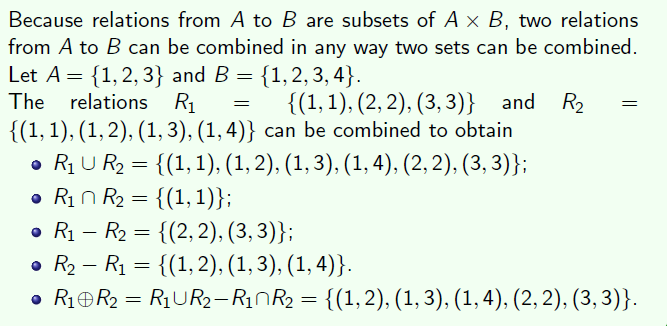 Because relations from A to B are subsets of A × B, two relations
from A to B can be combined in any way two sets can be combined.
Let A = {1, 2, 3} and B = {1, 2, 3, 4}.
The relations R₁ = {(1, 1), (2, 2), (3, 3)} and R₂ =
{(1, 1), (1, 2), (1, 3), (1, 4)} can be combined to obtain
• R₁ ∪ R₂ = {(1, 1), (1, 2), (1, 3), (1, 4), (2, 2), (3, 3)};
• R₁ ∩ R₂ = {(1, 1)};
• R₁ − R₂ = {(2, 2), (3, 3)};
• R₂ − R₁ = {(1, 2), (1, 3), (1, 4)}.
• R₁⊕R₂ = R₁∪R₂−R₁∩R₂ = {(1, 2), (1, 3), (1, 4), (2, 2), (3, 3)}.